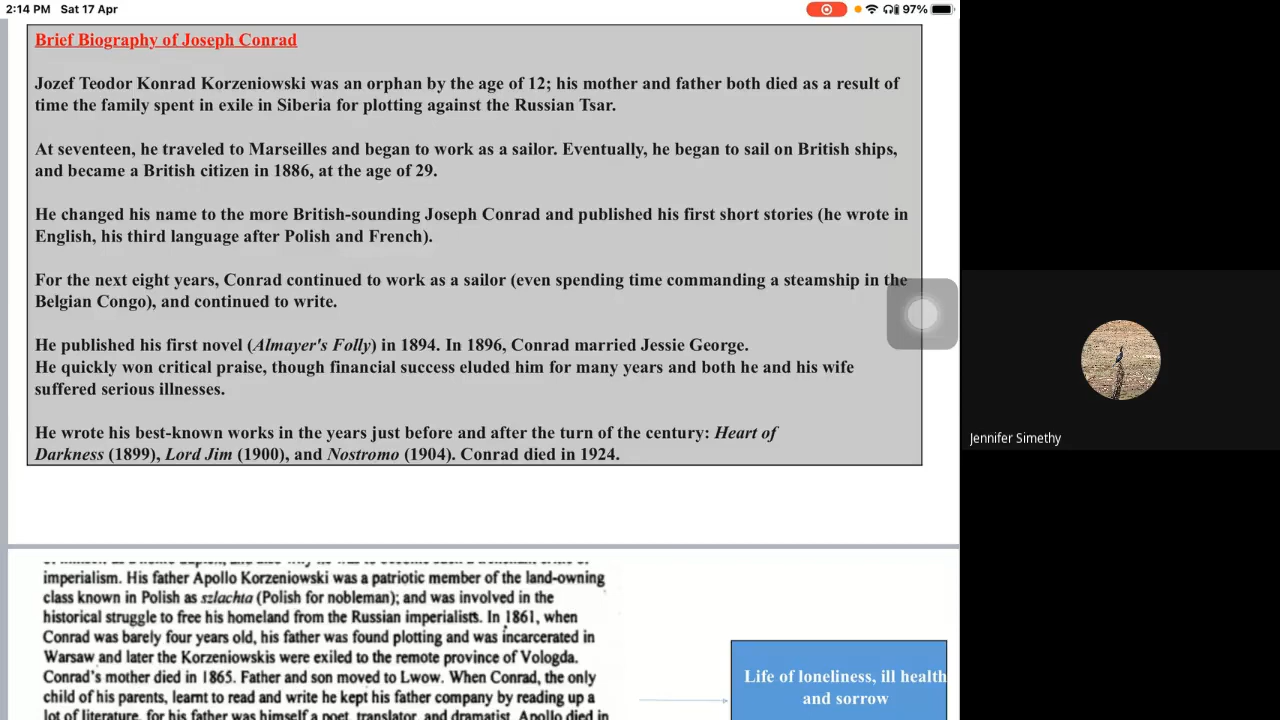 2:14 PM Sat 17 Apr
97%
Brief Biography of Joseph Conrad
Jozef Teodor Konrad Korzeniowski was an orphan by the age of 12; his mother and father both died as a result of
time the family spent in exile in Siberia for plotting against the Russian Tsar.
At seventeen, he traveled to Marseilles and began to work as a sailor. Eventually, he began to sail on British ships,
and became a British citizen in 1886, at the age of 29.
He changed his name to the more British-sounding Joseph Conrad and published his first short stories (he wrote in
English, his third language after Polish and French).
For the next eight years, Conrad continued to work as a sailor (even spending time commanding a steamship in the
Belgian Congo), and continued to write.
He published his first novel (Almayer's Folly) in 1894. In 1896, Conrad married Jessie George.
He quickly won critical praise, though financial success eluded him for many years and both he and his wife
suffered serious illnesses.
He wrote his best-known works in the years just before and after the turn of the century: Heart of
Darkness (1899), Lord Jim (1900), and Nostromo (1904). Conrad died in 1924.
imperialism. His father Apollo Korzeniowski was a patriotic member of the land-owning
class known in Polish as szlachta (Polish for nobleman); and was involved in the
historical struggle to free his homeland from the Russian imperialists. In 1861, when
Conrad was barely four years old, his father was found plotting and was incarcerated in
Warsaw and later the Korzeniowskis were exiled to the remote province of Vologda.
Conrad's mother died in 1865. Father and son moved to Lwow. When Conrad, the only
child of his parents, learnt to read and write he kept his father company by reading up a
lot of literature, for his father was himself a poet, translator, and dramatist. Apollo died in
Life of loneliness, ill health
and sorrow
Jennifer Simethy